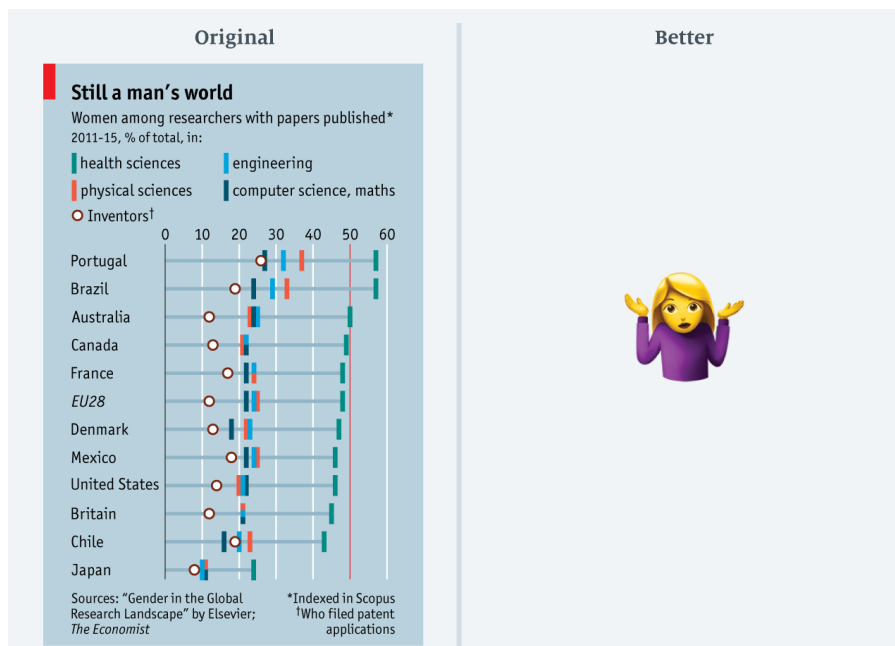 Original
Better
Still a man's world
Women among researchers with papers published*
2011-15, % of total, in:
health sciences
engineering
physical sciences
computer science, maths
Inventors†
0 10 20 30 40 50 60
Portugal
Brazil
Australia
Canada
France
EU28
Denmark
Mexico
United States
Britain
Chile
Japan
Sources: "Gender in the Global
Research Landscape" by Elsevier;
The Economist
*Indexed in Scopus
†Who filed patent
applications